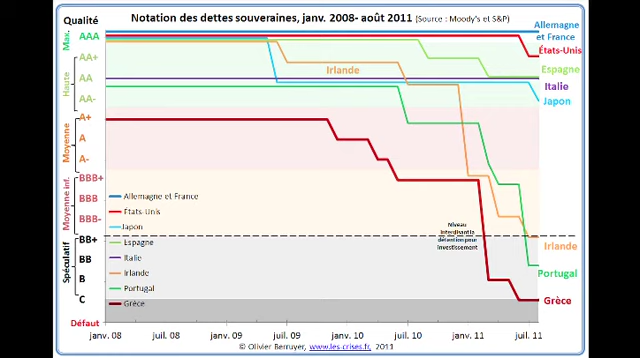 Qualité
Notation des dettes souveraines, janv. 2008- août 2011 (Source : Moody's et S&P)
Max.
AAA
Haute
AA+
AA
AA-
Moyenne
A+
A
A-
Moyenne inf.
BBB+
BBB
BBB-
Spéculatif
BB+
BB
B
C
Défaut
Allemagne
et France
États-Unis
Espagne
Italie
Japon
Irlande
Irlande
Portugal
Grèce
Niveau
détention pour
investissement
Allemagne et France
États-Unis
Japon
Espagne
Italie
Irlande
Portugal
Grèce
janv. 08
juil. 08
janv. 09
juil. 09
janv. 10
juil. 10
janv. 11
juil. 11
© Olivier Berruyer, www.les-crises.fr, 2011